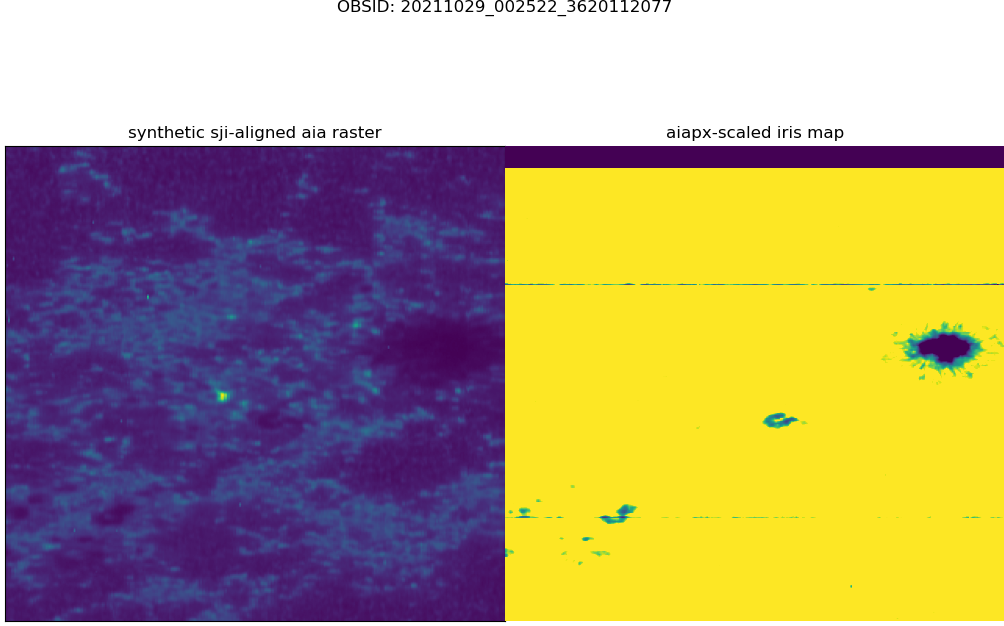 OBSID: 20211029_002522_3620112077
synthetic sji-aligned aia raster
aiapx-scaled iris map